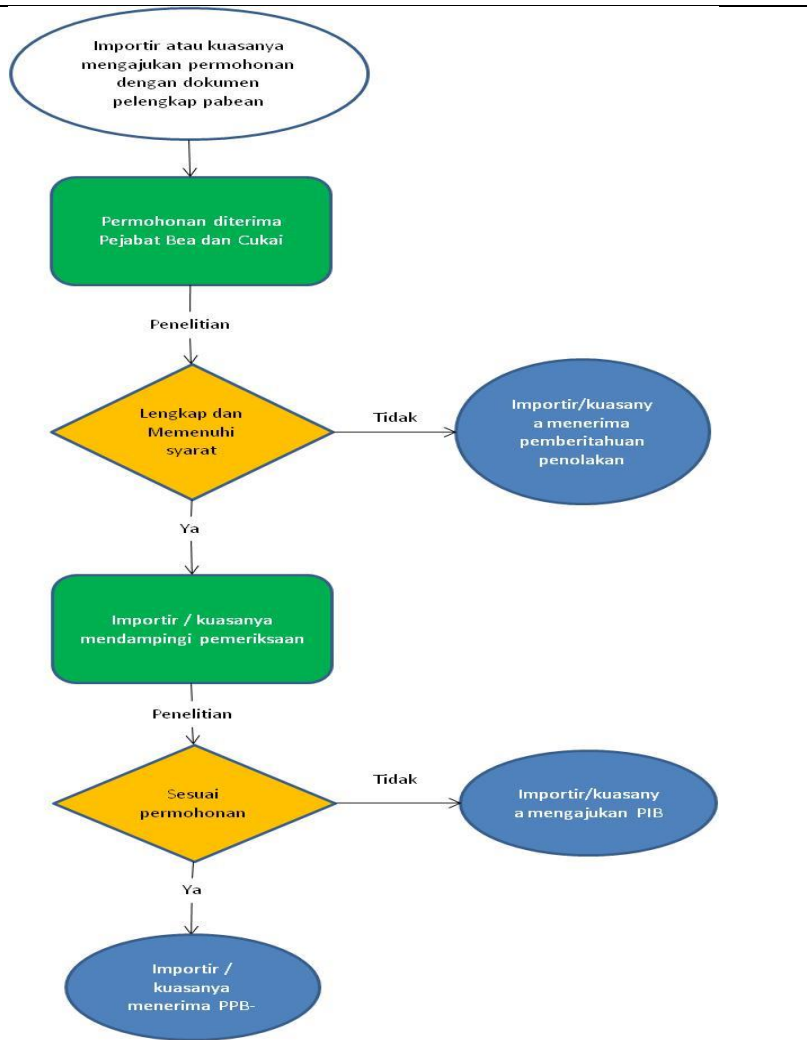 Importir atau kuasanya
mengajukan permohonan
dengan dokumen
pelengkap pabean
Permohonan diterima
Pejabat Bea dan Cukai
Penelitian
Lengkap dan
Memenuhi
syarat
Tidak
Importir/kuasany
a menerima
pemberitahuan
penolakan
Ya
Importir / kuasanya
mendampingi pemeriksaan
Penelitian
Sesuai
permohonan
Tidak
Importir/kuasany
a mengajukan PIB
Ya
Importir /
kuasanya
menerima PPB-